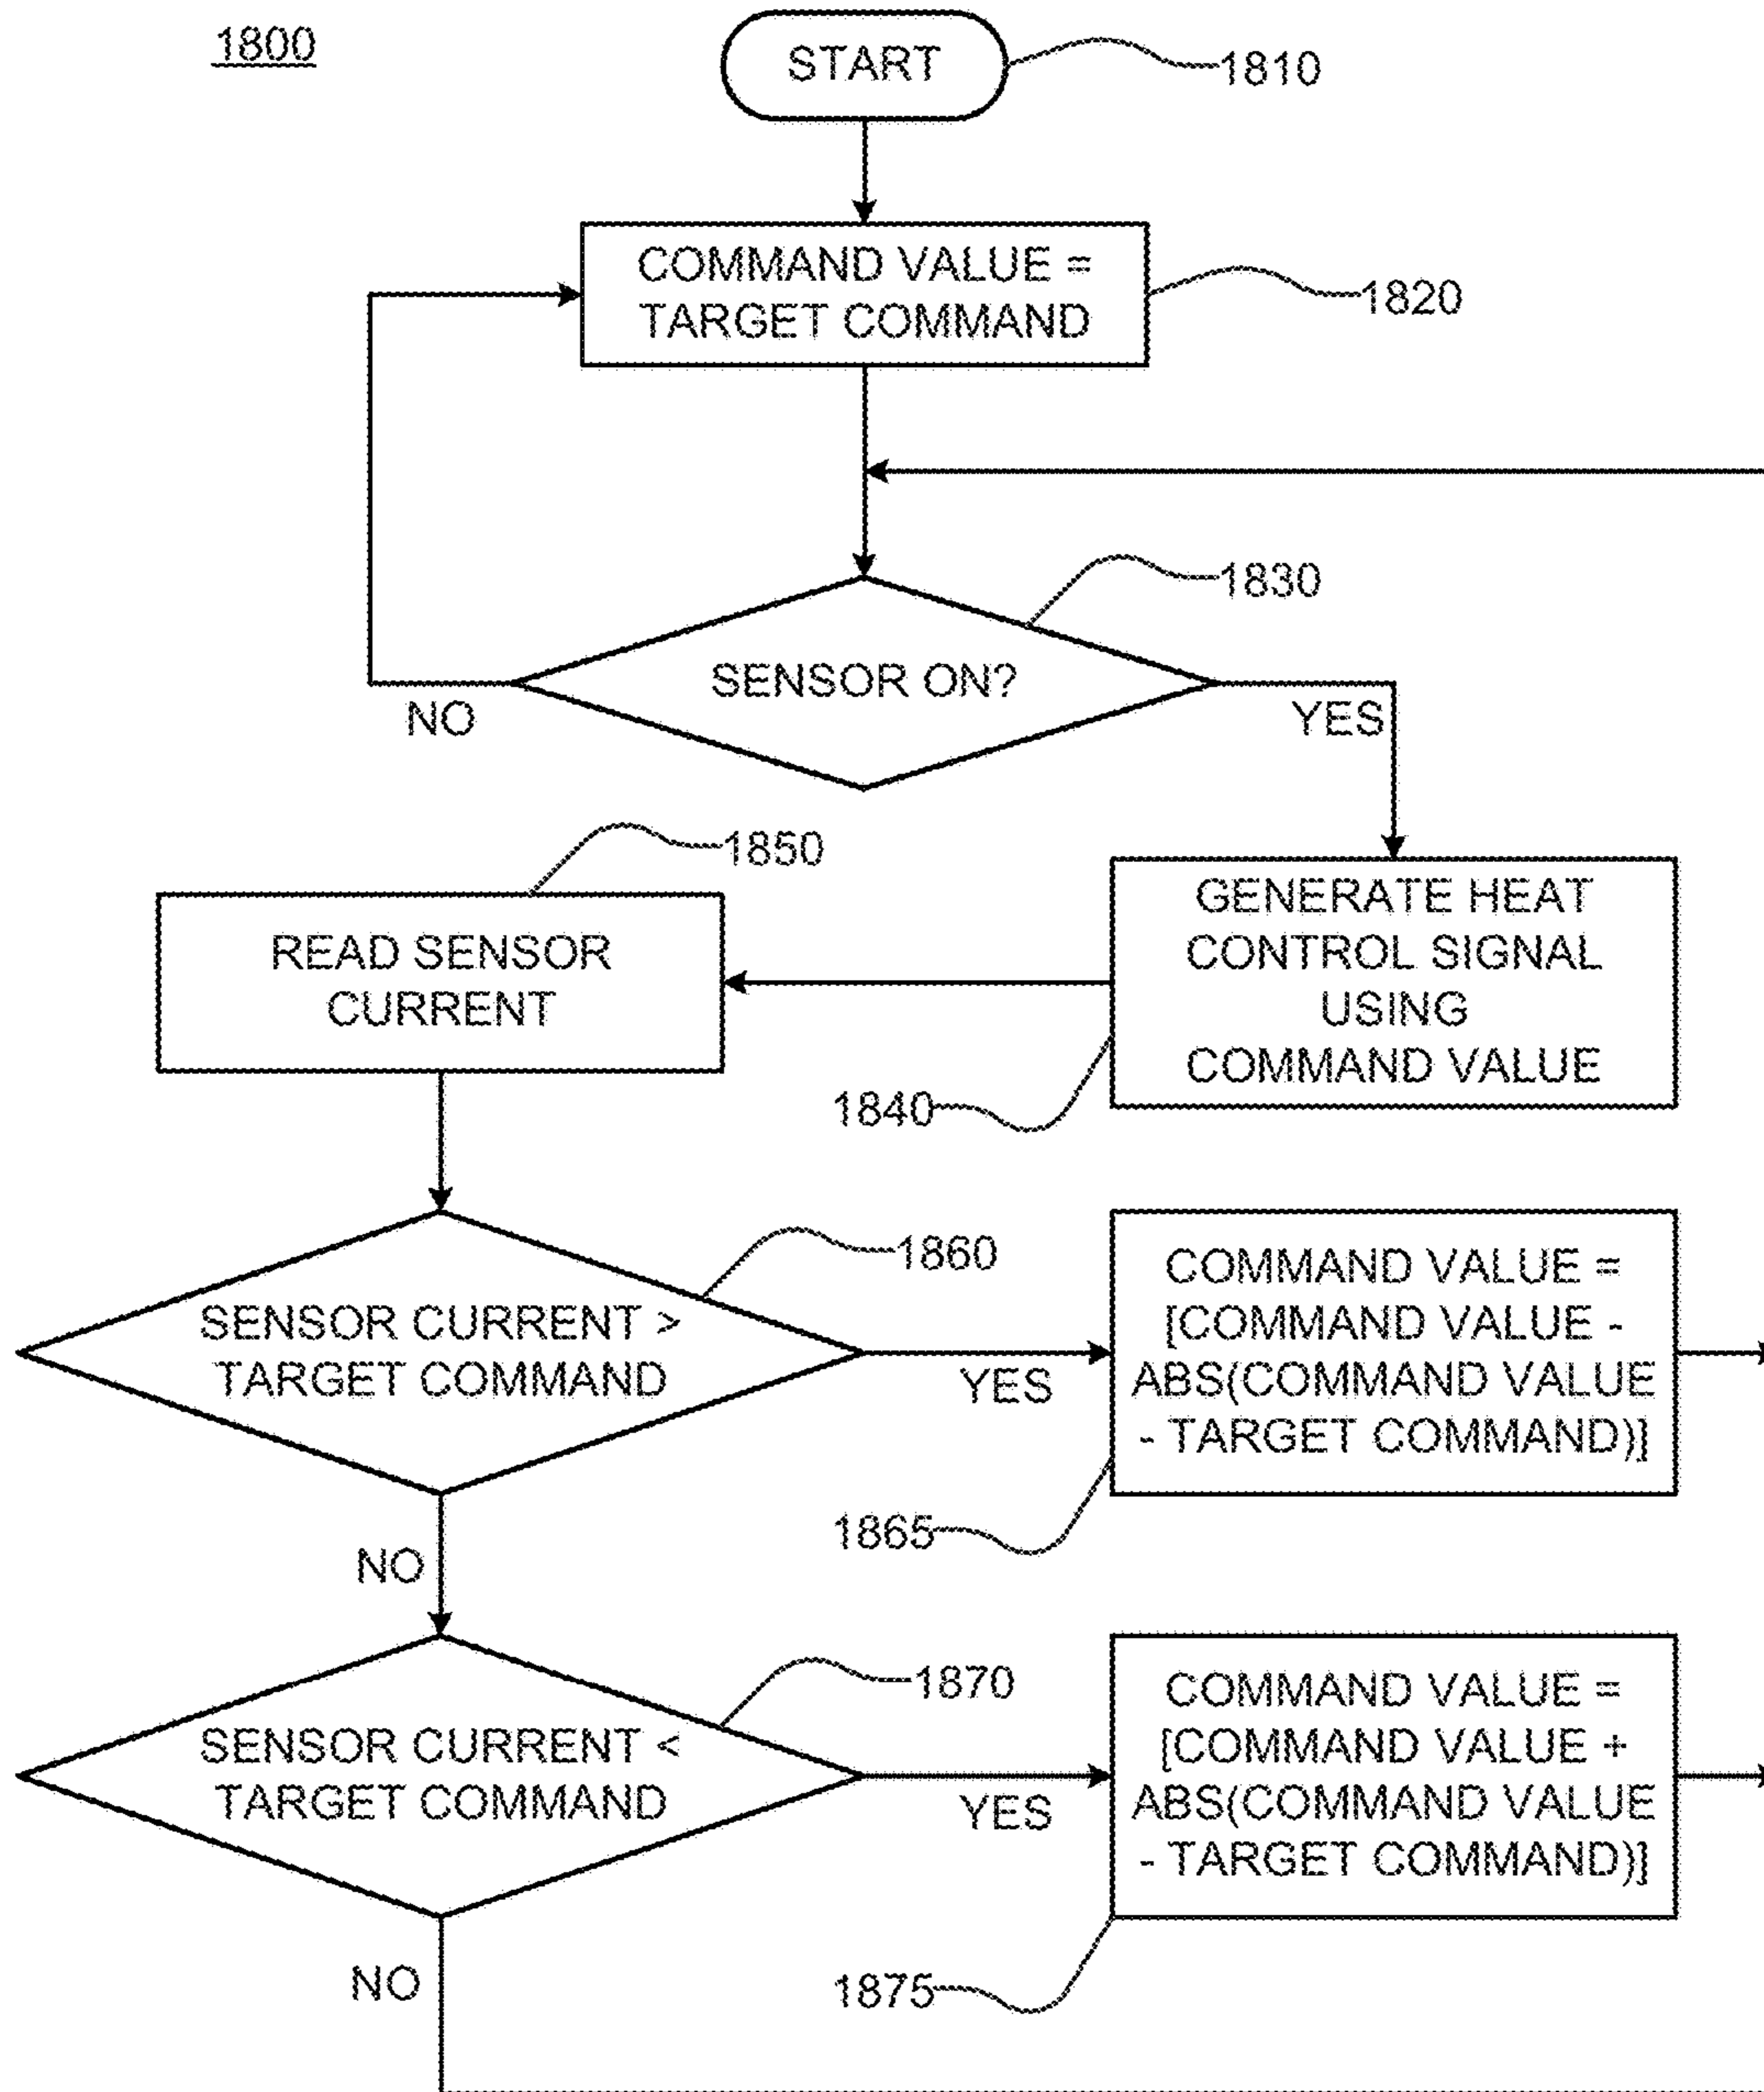 1800
START
1810
COMMAND VALUE =
TARGET COMMAND
1820
1830
SENSOR ON?
NO
YES
1850
READ SENSOR
CURRENT
GENERATE HEAT
CONTROL SIGNAL
USING
COMMAND VALUE
1840
1860
SENSOR CURRENT >
TARGET COMMAND
YES
COMMAND VALUE =
[COMMAND VALUE -
ABS(COMMAND VALUE
- TARGET COMMAND)]
1865
NO
1870
SENSOR CURRENT <
TARGET COMMAND
YES
COMMAND VALUE =
[COMMAND VALUE +
ABS(COMMAND VALUE
- TARGET COMMAND)]
1875
NO